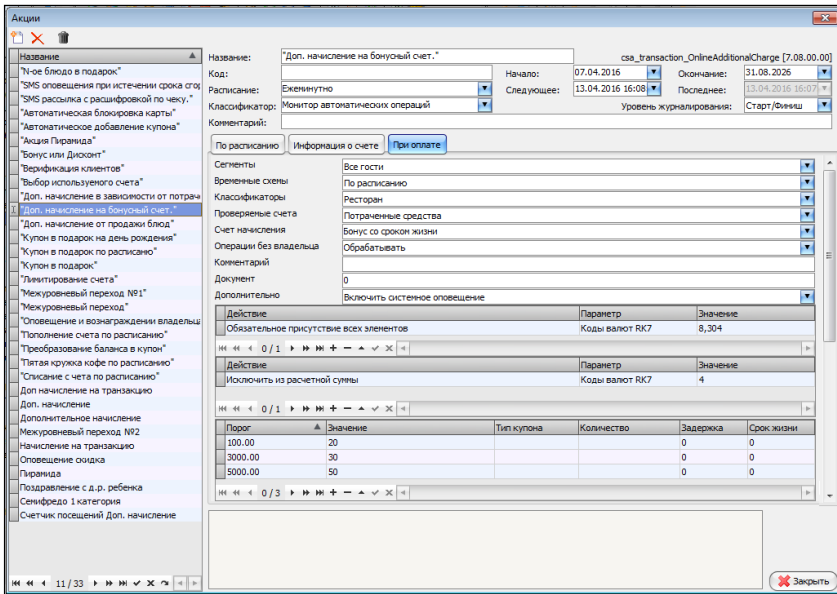 Акции
Название
"N-ое блюдо в подарок"
"SMS оповещения при истечении срока сгор
"SMS рассылка с расшифровкой по чеку."
"Автоматическая блокировка карты"
"Автоматическое добавление купона"
"Акция Пирамида"
"Бонус или Дисконт"
"Верификация клиентов"
"Выбор используемого счета"
"Доп. начисление в зависимости от потрач
"Доп. начисление на бонусный счет."
"Доп. начисление от продажи блюд"
"Купон в подарок на день рождения"
"Купон в подарок по расписанию"
"Купон в подарок"
"Лимитирование счета"
"Межуровневый переход №1"
"Межуровневый переход"
"Оповещение и вознаграждении владельца
"Пополнение счета по расписанию"
"Преобразование баланса в купон"
"Пятая кружка кофе по расписанию"
"Списание с чета по расписанию"
Доп начисление на транзакцию
Доп. начисление
Дополнительное начисление
Межуровневый переход №2
Начисление на транзакцию
Оповещение скидка
Пирамида
Поздравление с д.р. ребенка
Семифредо 1 категория
Счетчик посещений Доп. начисление
11 / 33
Название: "Доп. начисление на бонусный счет." csa_transaction_OnlineAdditionalCharge [7.08.00.00]
Код: Начало: 07.04.2016 Окончание: 31.08.2026
Расписание: Ежеминутно Следующее: 13.04.2016 16:08 Последнее: 13.04.2016 16:07
Классификатор: Монитор автоматических операций Уровень журналирования: Старт/Финиш
Комментарий:
По расписанию Информация о счете При оплате
Сегменты Все гости
Временные схемы По расписанию
Классификаторы Ресторан
Проверяемые счета Потраченные средства
Счет начисления Бонус со сроком жизни
Операции без владельца Обрабатывать
Комментарий
Документ 0
Дополнительно Включить системное оповещение
Действие Параметр Значение
Обязательное присутствие всех элементов Коды валют RK7 8,304
0 / 1
Действие Параметр Значение
Исключить из расчетной суммы Коды валют RK7 4
0 / 1
Порог Значение Тип купона Количество Задержка Срок жизни
100.00 20 0 0
3000.00 30 0 0
5000.00 50 0 0
0 / 3
Закрыть